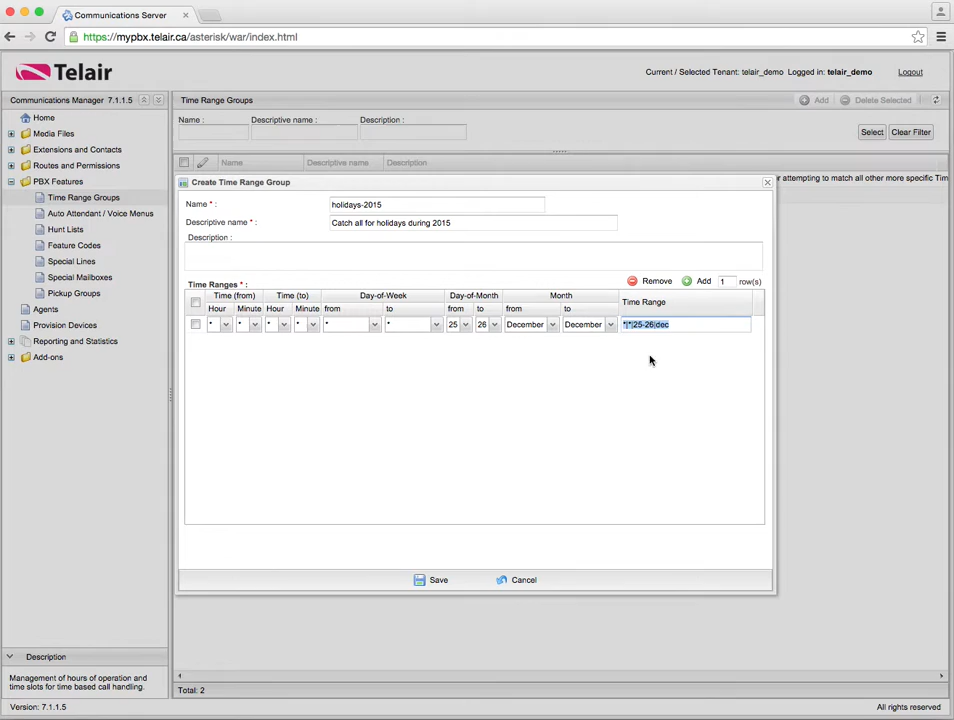 Communications Server
https://mypbx.telair.ca/asterisk/war/index.html
Telair
Current / Selected Tenant: telair_demo Logged in: telair_demo Logout
Communications Manager 7.1.1.5
Time Range Groups
Add
Delete Selected
Home
Media Files
Extensions and Contacts
Routes and Permissions
PBX Features
Time Range Groups
Auto Attendant / Voice Menus
Hunt Lists
Feature Codes
Special Lines
Special Mailboxes
Pickup Groups
Agents
Provision Devices
Reporting and Statistics
Add-ons
Name :
Descriptive name :
Description :
Select
Clear Filter
Name Descriptive name Description
attempting to match all other more specific Tim
Create Time Range Group
Name * : holidays-2015
Descriptive name * : Catch all for holidays during 2015
Description :
Time Ranges * :
Remove Add 1 row(s)
Time (from) Time (to) Day-of-Week Day-of-Month Month Time Range
Hour Minute Hour Minute from to from to from to
* * * * * * 25 26 December December *|*|25-26|dec
Save Cancel
Description
Management of hours of operation and
time slots for time based call handling.
Total: 2
Version: 7.1.1.5
All rights reserved